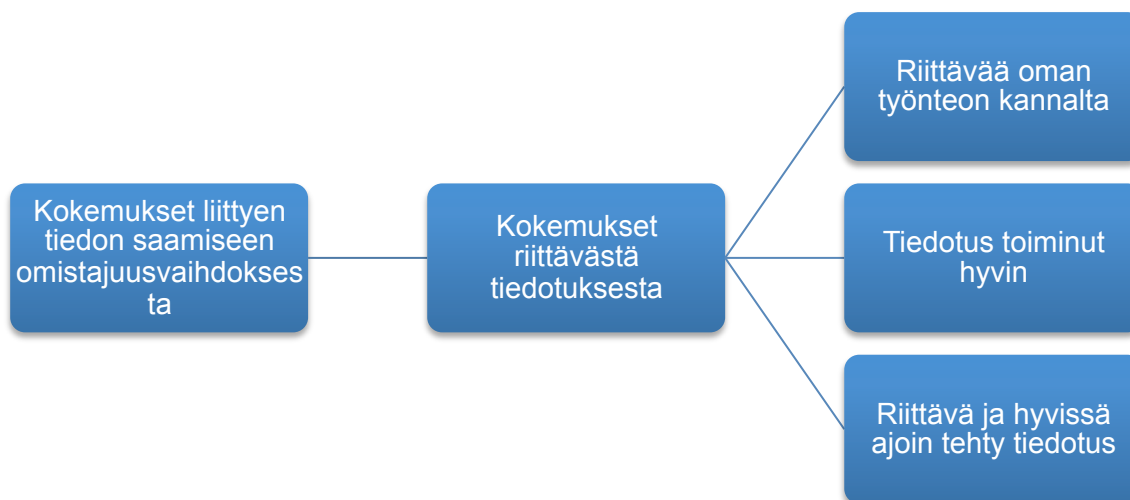 Kokemukset liittyen
tiedon saamiseen
omistajuusvaihdokses
ta
Kokemukset
riittävästä
tiedotuksesta
Riittävää oman
työnteon kannalta
Tiedotus toiminut
hyvin
Riittävä ja hyvissä
ajoin tehty tiedotus